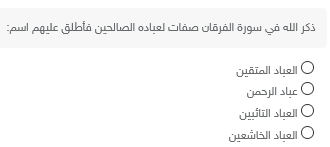 ذكر الله في سورة الفرقان صفات لعباده الصالحين فأطلق عليهم اسم:
العباد المتقين
عباد الرحمن
العباد التائبين
العباد الخاشعين